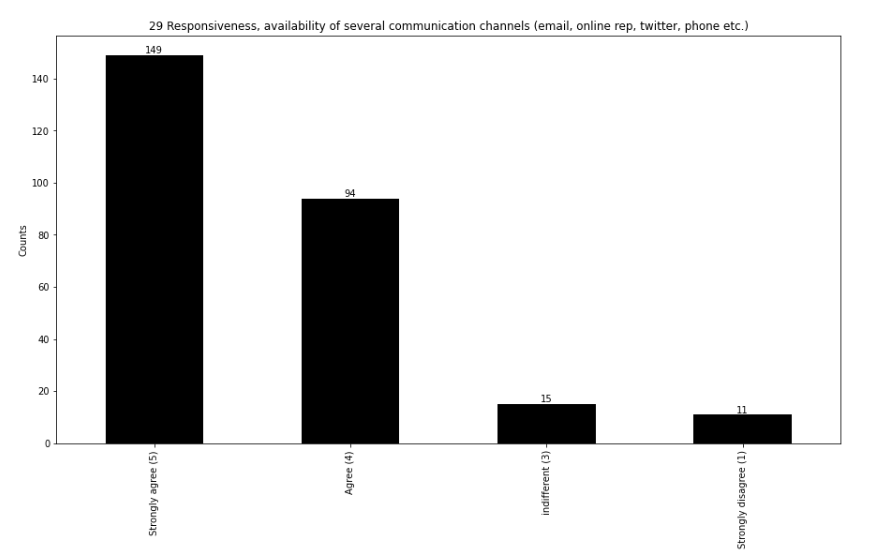 29 Responsiveness, availability of several communication channels (email, online rep, twitter, phone etc.)
149
94
15
11
140
120
100
80
60
40
20
0
Counts
Strongly agree (5)
Agree (4)
indifferent (3)
Strongly disagree (1)